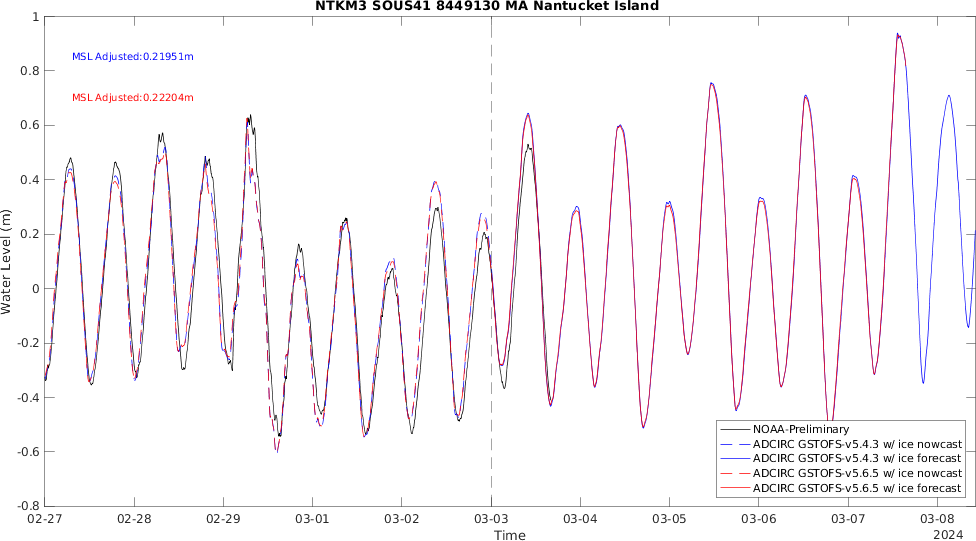 NTKM3 SOUS41 8449130 MA Nantucket Island
1
0.8
0.6
0.4
0.2
0
-0.2
-0.4
-0.6
-0.8
Water Level (m)
MSL Adjusted:0.21951m
MSL Adjusted:0.22204m
NOAA-Preliminary
ADCIRC GSTOFS-v5.4.3 w/ ice nowcast
ADCIRC GSTOFS-v5.4.3 w/ ice forecast
ADCIRC GSTOFS-v5.6.5 w/ ice nowcast
ADCIRC GSTOFS-v5.6.5 w/ ice forecast
02-27 02-28 02-29 03-01 03-02 03-03 03-04 03-05 03-06 03-07 03-08
Time
2024